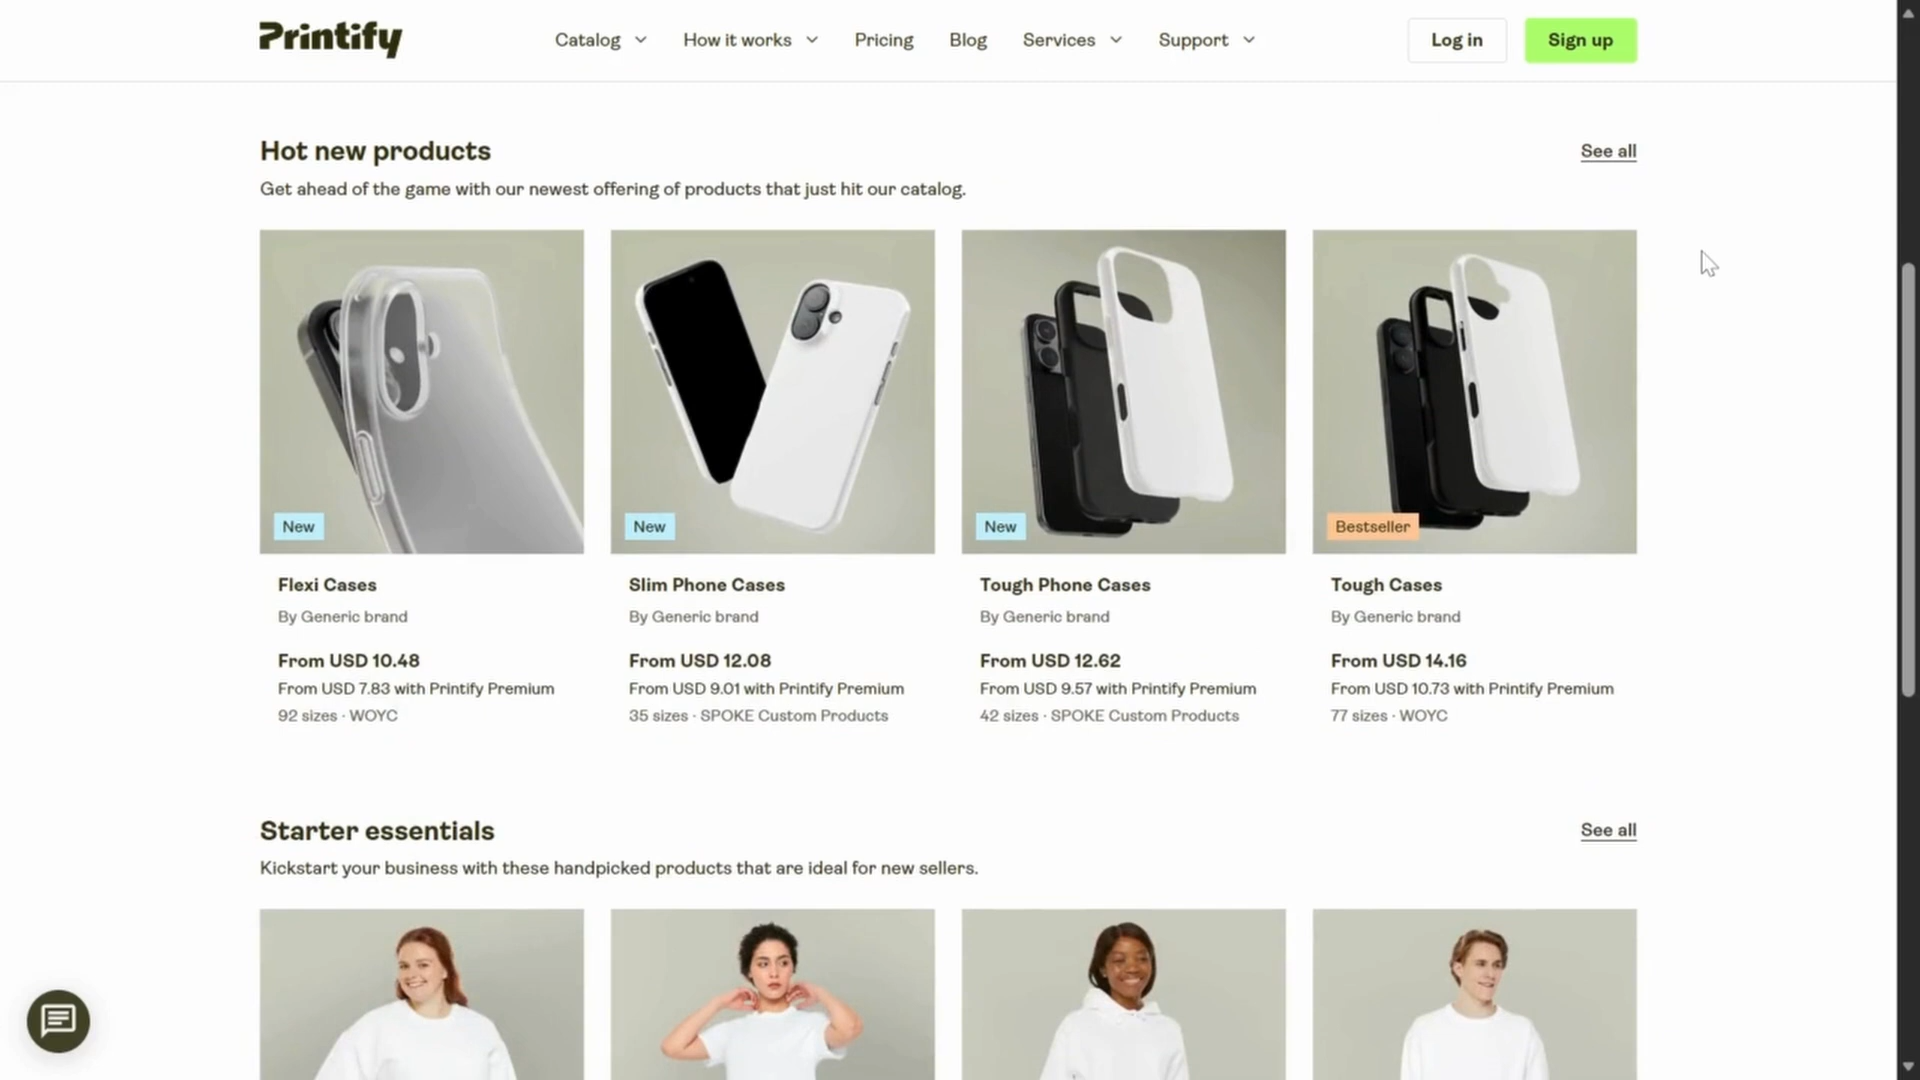 Printify
Catalog
How it works
Pricing
Blog
Services
Support
Log in
Sign up
Hot new products
See all
Get ahead of the game with our newest offering of products that just hit our catalog.
New
New
New
Bestseller
Flexi Cases
By Generic brand
From USD 10.48
From USD 7.83 with Printify Premium
92 sizes · WOYC
Slim Phone Cases
By Generic brand
From USD 12.08
From USD 9.01 with Printify Premium
35 sizes · SPOKE Custom Products
Tough Phone Cases
By Generic brand
From USD 12.62
From USD 9.57 with Printify Premium
42 sizes · SPOKE Custom Products
Tough Cases
By Generic brand
From USD 14.16
From USD 10.73 with Printify Premium
77 sizes · WOYC
Starter essentials
See all
Kickstart your business with these handpicked products that are ideal for new sellers.